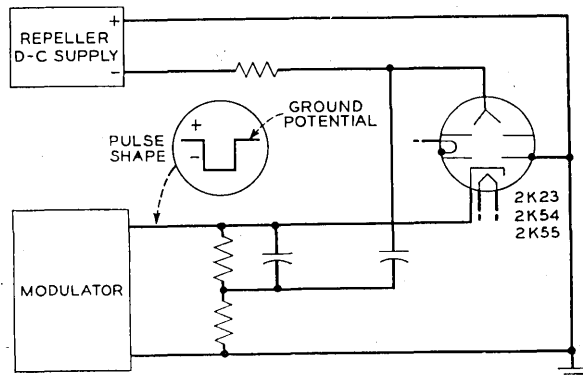 REPELLER
D-C SUPPLY
+
−
PULSE
SHAPE
+
−
GROUND
POTENTIAL
2K23
2K54
2K55
MODULATOR